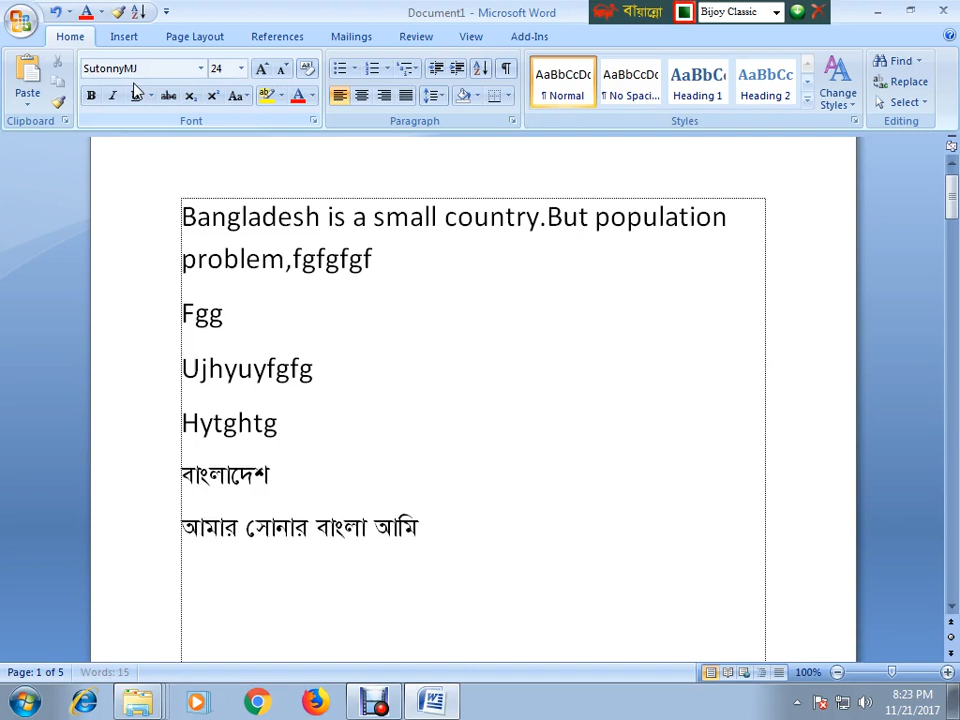 Document1 - Microsoft Word
বায়ান্নো
Bijoy Classic
Home
Insert
Page Layout
References
Mailings
Review
View
Add-Ins
Paste
SutonnyMJ
24
AaBbCcDc
¶ Normal
AaBbCcDc
¶ No Spaci...
AaBbCc
Heading 1
AaBbCc
Heading 2
Change Styles
Find
Replace
Select
Clipboard
Font
Paragraph
Styles
Editing
Bangladesh is a small country.But population
problem,fgfgfgf
Fgg
Ujhyuyfgfg
Hytghtg
বাংলাদেশ
আমার সোনার বাংলা আমি
Page: 1 of 5
Words: 15
100%
8:23 PM
11/21/2017